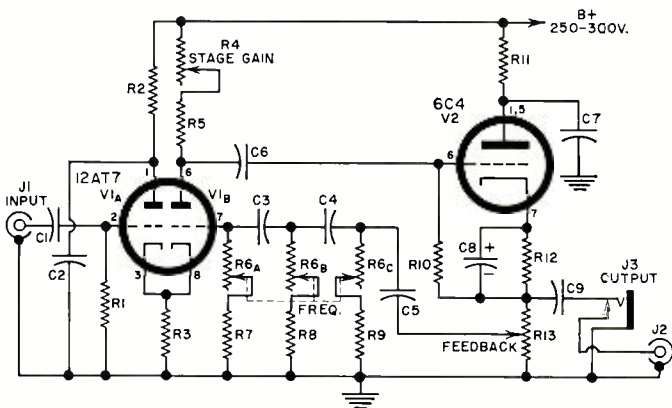 B+
250-300V.
R4
STAGE GAIN
R2
R11
R5
6C4
V2
1,5
C7
C6
6
12AT7
V1A
V1B
1
6
J1
INPUT
2
7
C1
C3
C4
7
C2
3
8
R6A
R6B
R6C
R10
C8
+
–
R12
J3
OUTPUT
C9
FREQ.
C5
R1
R3
R7
R8
R9
FEEDBACK
R13
J2